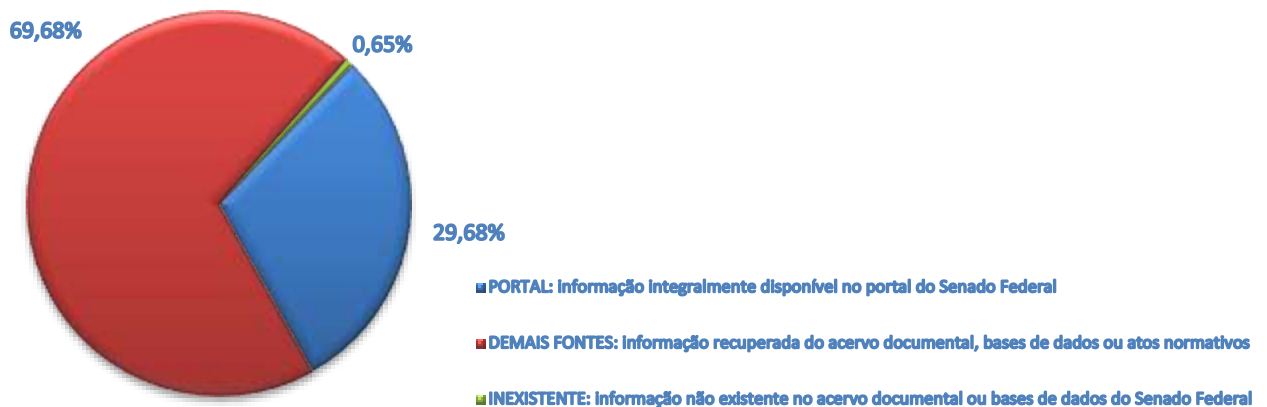 69,68%
0,65%
29,68%
PORTAL: informação integralmente disponível no portal do Senado Federal
DEMAIS FONTES: informação recuperada do acervo documental, bases de dados ou atos normativos
INEXISTENTE: informação não existente no acervo documental ou bases de dados do Senado Federal